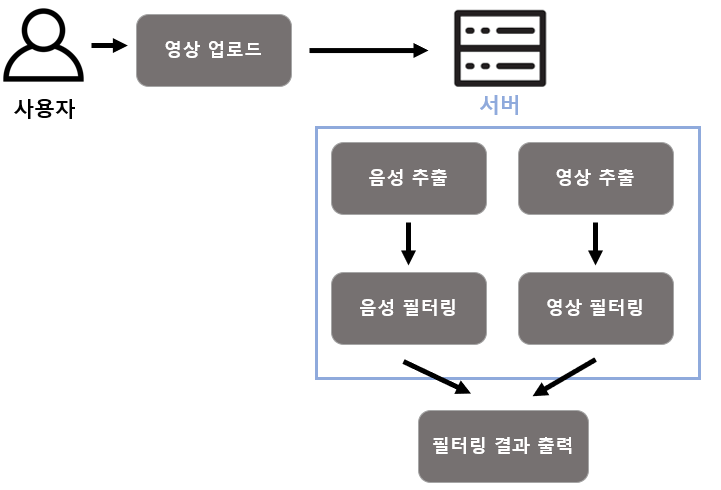 영상 업로드
사용자
서버
음성 추출
영상 추출
음성 필터링
영상 필터링
필터링 결과 출력